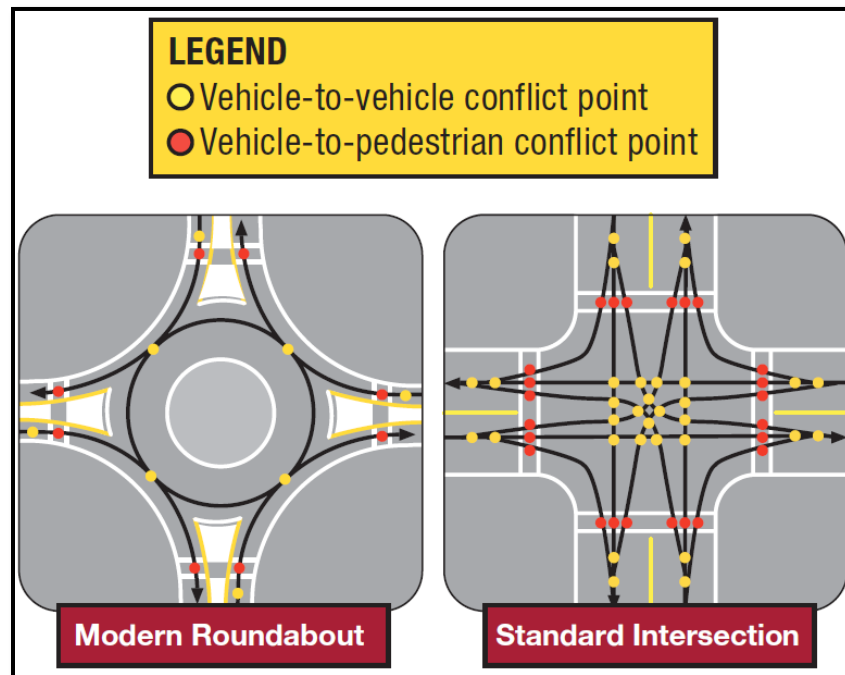 LEGEND
Vehicle-to-vehicle conflict point
Vehicle-to-pedestrian conflict point
Modern Roundabout
Standard Intersection